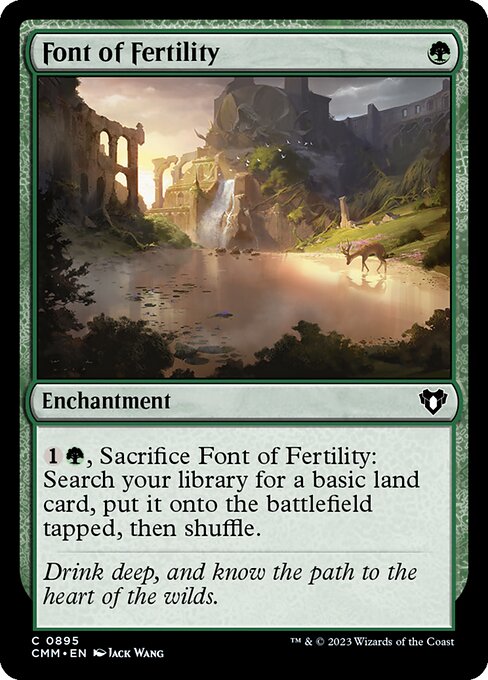 Font of Fertility
Enchantment
1 , Sacrifice Font of Fertility:
Search your library for a basic land
card, put it onto the battlefield
tapped, then shuffle.
Drink deep, and know the path to the
heart of the wilds.
C 0895
™ & © 2023 Wizards of the Coast
CMM • EN Jack Wang